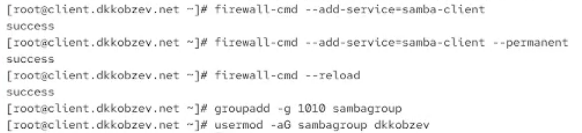 [root@client.dkkobzev.net ~]# firewall-cmd --add-service=samba-client
success
[root@client.dkkobzev.net ~]# firewall-cmd --add-service=samba-client --permanent
success
[root@client.dkkobzev.net ~]# firewall-cmd --reload
success
[root@client.dkkobzev.net ~]# groupadd -g 1010 sambagroup
[root@client.dkkobzev.net ~]# usermod -aG sambagroup dkkobzev